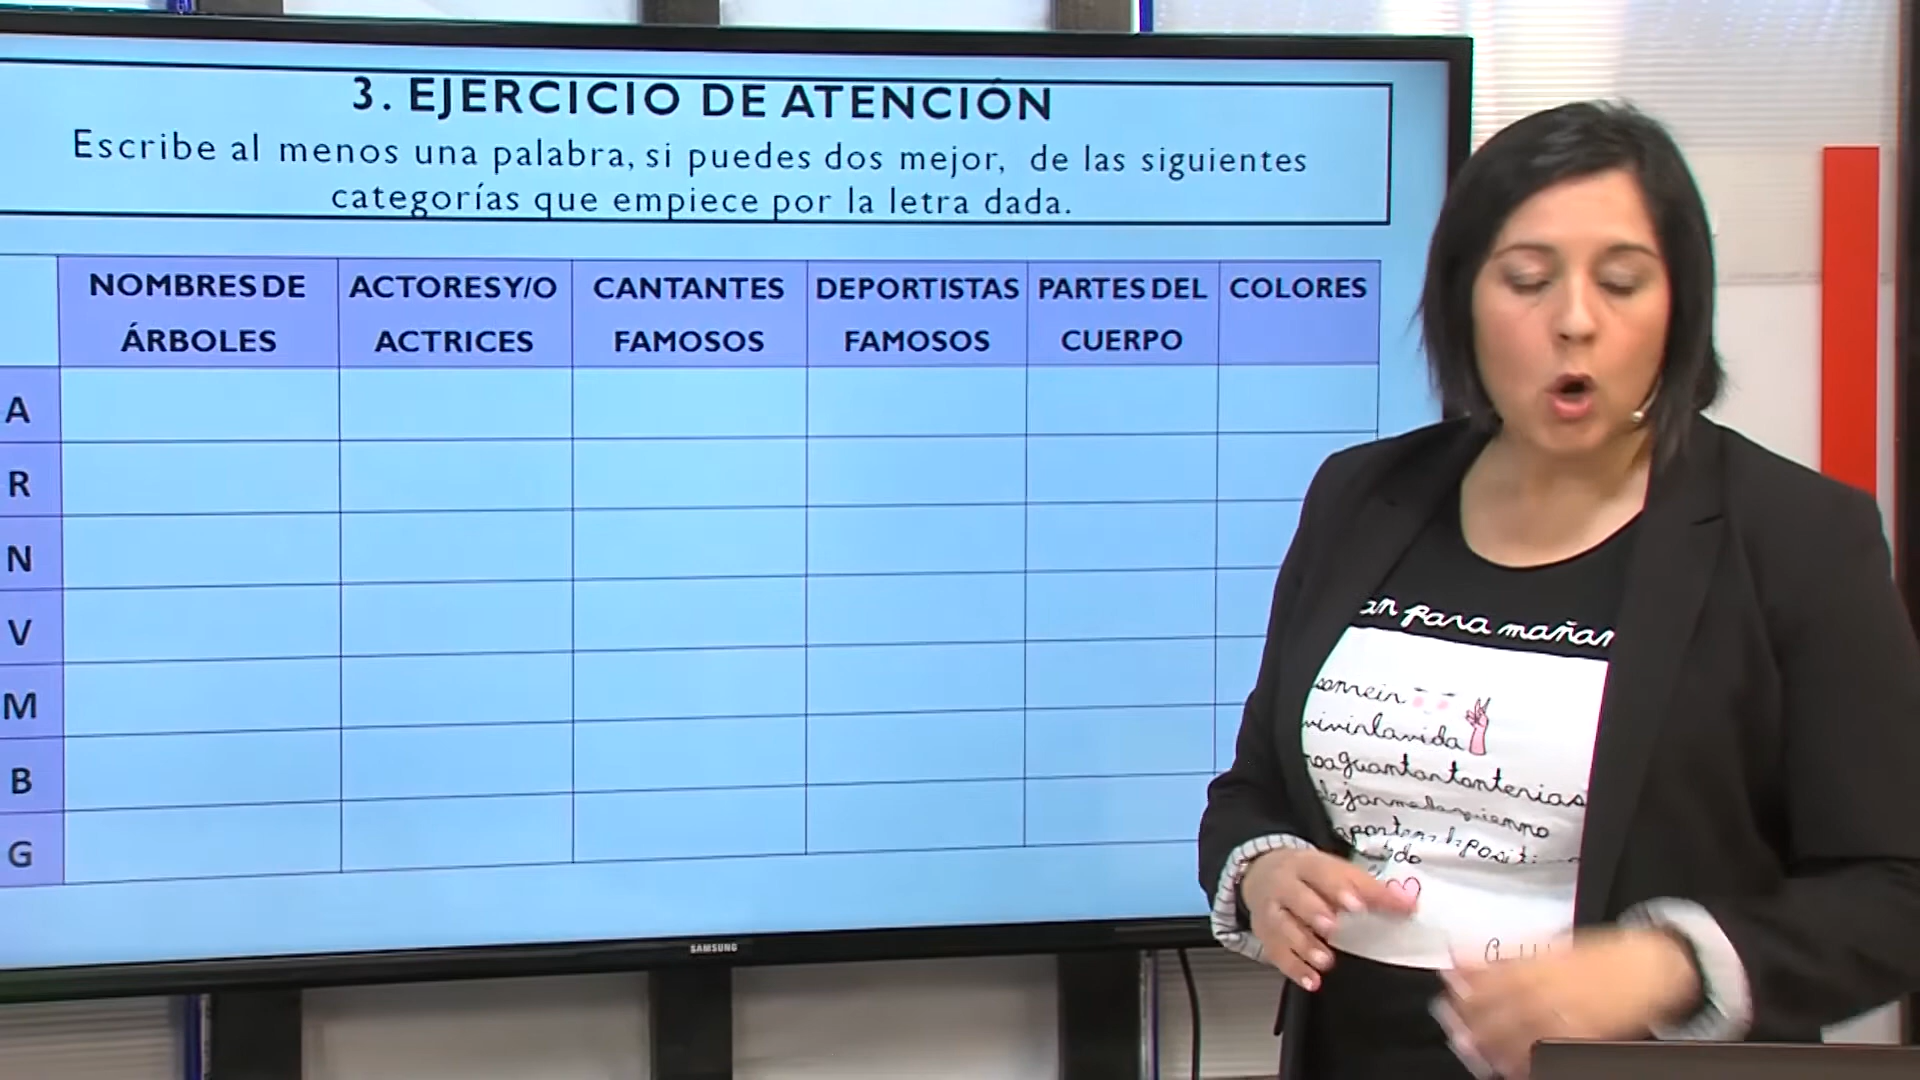 3. EJERCICIO DE ATENCIÓN
Escribe al menos una palabra, si puedes dos mejor, de las siguientes
categorías que empiece por la letra dada.
NOMBRES DE ÁRBOLES
ACTORES Y/O ACTRICES
CANTANTES FAMOSOS
DEPORTISTAS FAMOSOS
PARTES DEL CUERPO
COLORES
A
R
N
V
M
B
G
SAMSUNG
an para mañan
sonreir
vivirlavida